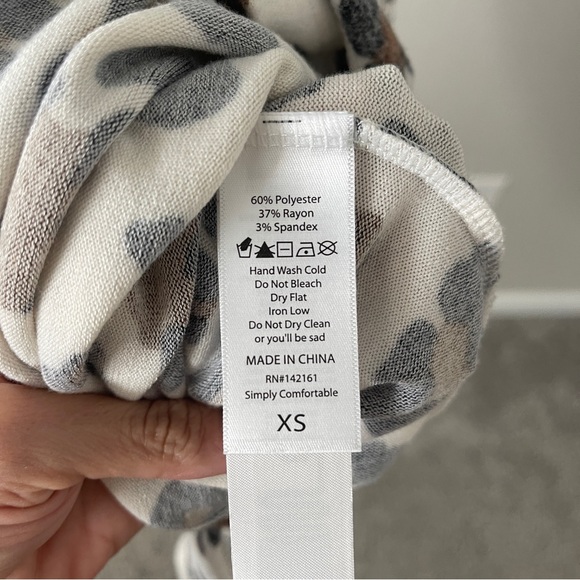 60% Polyester
37% Rayon
3% Spandex
Hand Wash Cold
Do Not Bleach
Dry Flat
Iron Low
Do Not Dry Clean
or you'll be sad
MADE IN CHINA
RN#142161
Simply Comfortable
XS